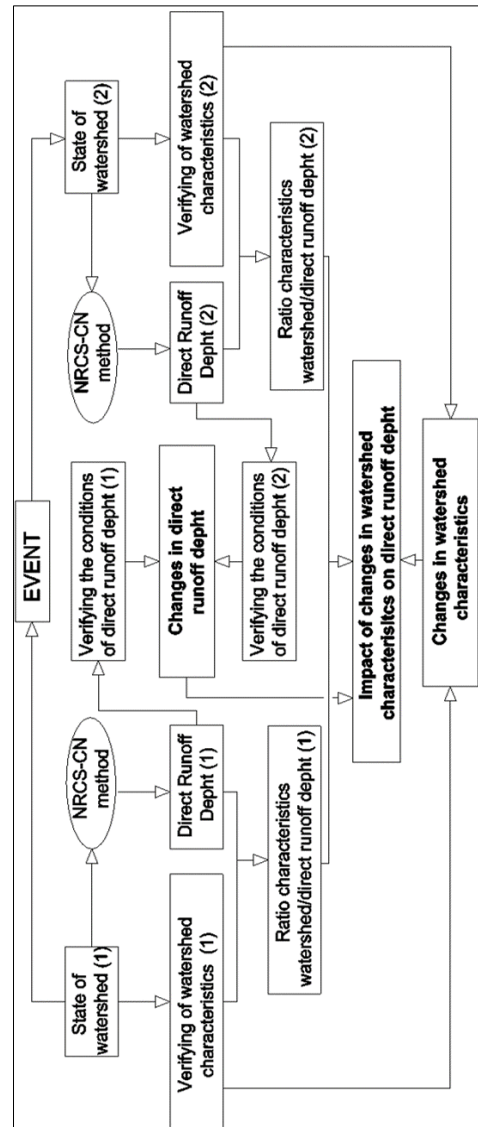 EVENT
State of
watershed (1)
NRCS-CN
method
Verifying the conditions
of direct runoff depht (1)
NRCS-CN
method
State of
watershed (2)
Verifying of watershed
characteristics (1)
Direct Runoff
Depht (1)
Changes in direct
runoff depht
Direct Runoff
Depht (2)
Verifying of watershed
characteristics (2)
Ratio characteristics
watershed/direct runoff depht (1)
Verifying the conditions
of direct runoff depht (2)
Ratio characteristics
watershed/direct runoff depht (2)
Impact of changes in watershed
characterisitcs on direct runoff depht
Changes in watershed
characteristics